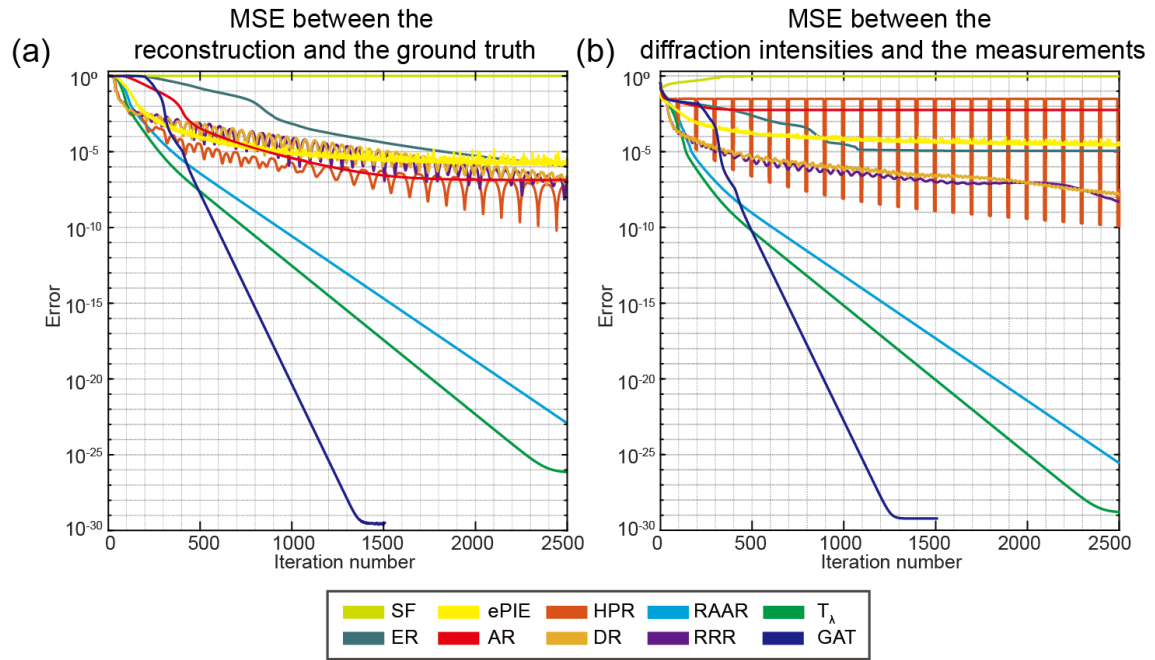 MSE between the
reconstruction and the ground truth
(a)
10⁰
10⁻⁵
10⁻¹⁰
10⁻¹⁵
10⁻²⁰
10⁻²⁵
10⁻³⁰
Error
0 500 1000 1500 2000 2500
Iteration number
MSE between the
diffraction intensities and the measurements
(b)
10⁰
10⁻⁵
10⁻¹⁰
10⁻¹⁵
10⁻²⁰
10⁻²⁵
10⁻³⁰
Error
0 500 1000 1500 2000 2500
Iteration number
SF ePIE HPR RAAR T_λ
ER AR DR RRR GAT